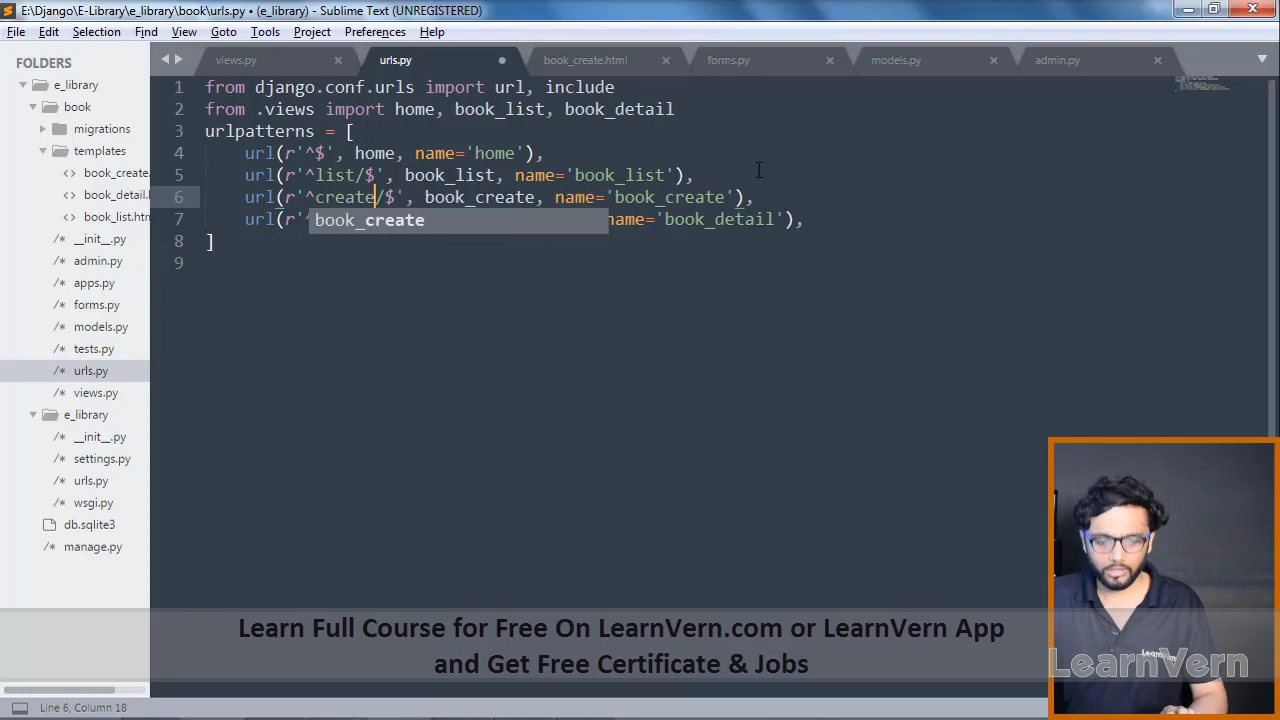 E:\Django\E-Library\e_library\book\urls.py • (e_library) - Sublime Text (UNREGISTERED)
File Edit Selection Find View Goto Tools Project Preferences Help
FOLDERS
e_library
book
migrations
templates
book_create.
book_detail.l
book_list.htn
__init__.py
admin.py
apps.py
forms.py
models.py
tests.py
urls.py
views.py
e_library
__init__.py
settings.py
urls.py
wsgi.py
db.sqlite3
manage.py
views.py urls.py book_create.html forms.py models.py admin.py
1 from django.conf.urls import url, include
2 from .views import home, book_list, book_detail
3 urlpatterns = [
4 url(r'^$', home, name='home'),
5 url(r'^list/$', book_list, name='book_list'),
6 url(r'^create/$', book_create, name='book_create'),
7 url(r'^ name='book_detail'),
book_create
8 ]
9
Learn Full Course for Free On LearnVern.com or LearnVern App
and Get Free Certificate & Jobs
LearnVern
Line 6, Column 18